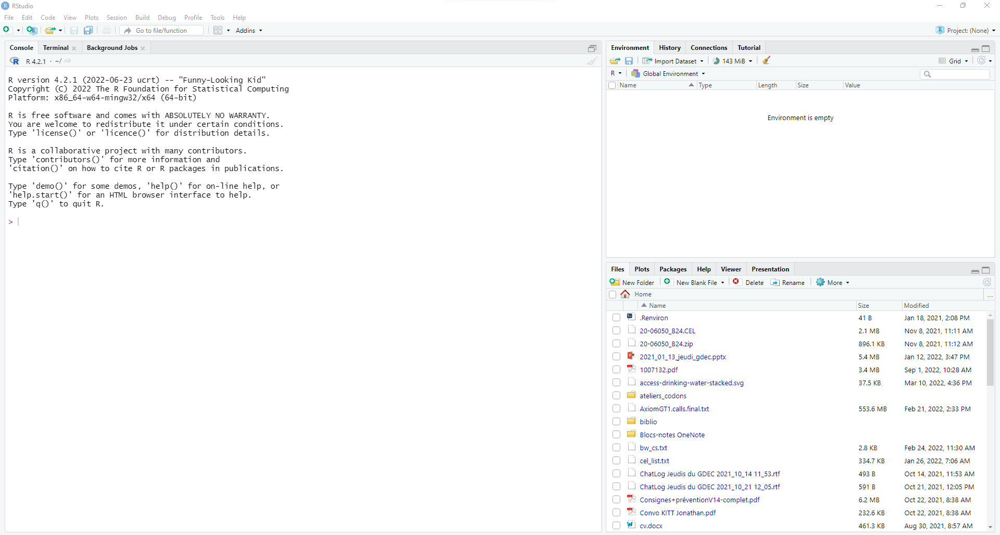 RStudio
File Edit Code View Plots Session Build Debug Profile Tools Help
Go to file/function Addins Project: (None)
Console Terminal Background Jobs
R 4.2.1 · ~/
R version 4.2.1 (2022-06-23 ucrt) -- "Funny-Looking Kid"
Copyright (C) 2022 The R Foundation for Statistical Computing
Platform: x86_64-w64-mingw32/x64 (64-bit)
R is free software and comes with ABSOLUTELY NO WARRANTY.
You are welcome to redistribute it under certain conditions.
Type 'license()' or 'licence()' for distribution details.
R is a collaborative project with many contributors.
Type 'contributors()' for more information and
'citation()' on how to cite R or R packages in publications.
Type 'demo()' for some demos, 'help()' for on-line help, or
'help.start()' for an HTML browser interface to help.
Type 'q()' to quit R.
>
Environment History Connections Tutorial
Import Dataset 143 MiB Grid
R Global Environment
Name Type Length Size Value
Environment is empty
Files Plots Packages Help Viewer Presentation
New Folder New Blank File Delete Rename More
Home ...
Name Size Modified
.Renviron 41 B Jan 18, 2021, 2:08 PM
20-06050_B24.CEL 2.1 MB Nov 8, 2021, 11:11 AM
20-06050_B24.zip 896.1 KB Nov 8, 2021, 11:12 AM
2021_01_13_jeudi_gdec.pptx 5.4 MB Jan 12, 2022, 3:47 PM
1007132.pdf 3.4 MB Sep 1, 2022, 10:28 AM
access-drinking-water-stacked.svg 37.5 KB Mar 10, 2022, 4:36 PM
ateliers_codons
AxiomGT1.calls.final.txt 553.6 MB Feb 21, 2022, 2:33 PM
biblio
Blocs-notes OneNote
bw_cs.txt 2.8 KB Feb 24, 2022, 11:30 AM
cel_list.txt 334.7 KB Jan 26, 2022, 7:06 AM
ChatLog Jeudis du GDEC 2021_10_14 11_53.rtf 493 B Oct 14, 2021, 11:53 AM
ChatLog Jeudis du GDEC 2021_10_21 12_05.rtf 591 B Oct 21, 2021, 12:05 PM
Consignes+préventionV14-complet.pdf 6.2 MB Oct 22, 2021, 8:38 AM
Convo KITT Jonathan.pdf 232.6 KB Oct 22, 2021, 8:38 AM
cv.docx 461.3 KB Aug 30, 2021, 8:57 AM